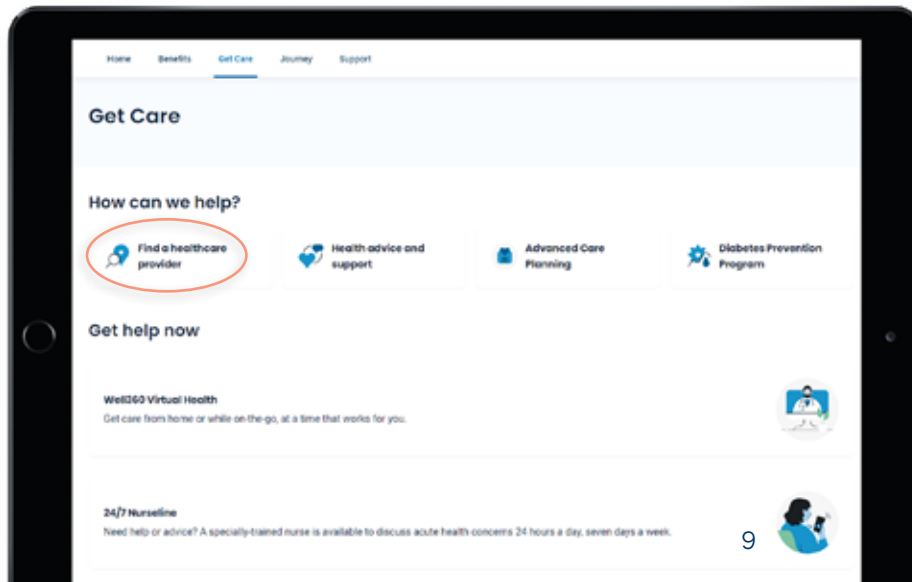 Home Benefits Get Care Journey Support
Get Care
How can we help?
Find a healthcare
provider
Health advice and
support
Advanced Care
Planning
Diabetes Prevention
Program
Get help now
Well360 Virtual Health
Get care from home or while on-the-go, at a time that works for you.
24/7 Nurseline
Need help or advice? A specially-trained nurse is available to discuss acute health concerns 24 hours a day, seven days a week.
9